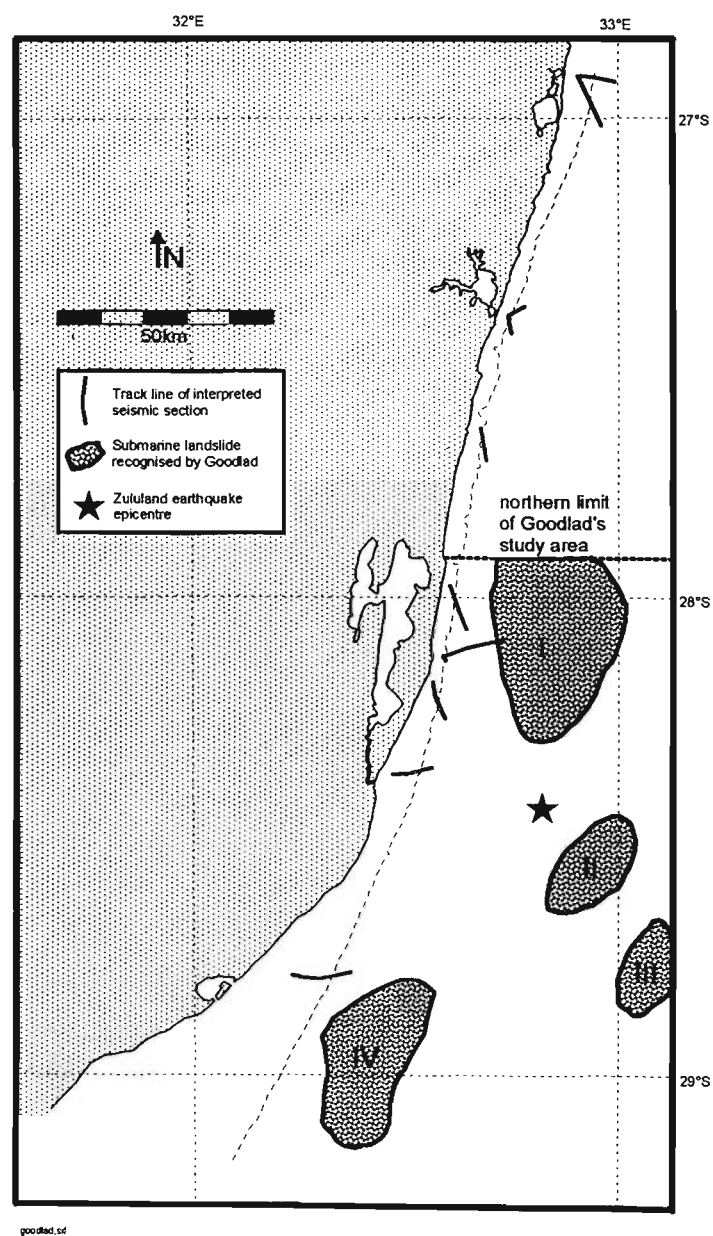 32°E
33°E
27°S
N
50km
Track line of interpreted
seismic section
Submarine landslide
recognised by Goodlad
Zululand earthquake
epicentre
northern limit
of Goodlad's
study area
28°S
I
II
III
IV
29°S
goodlad.srf